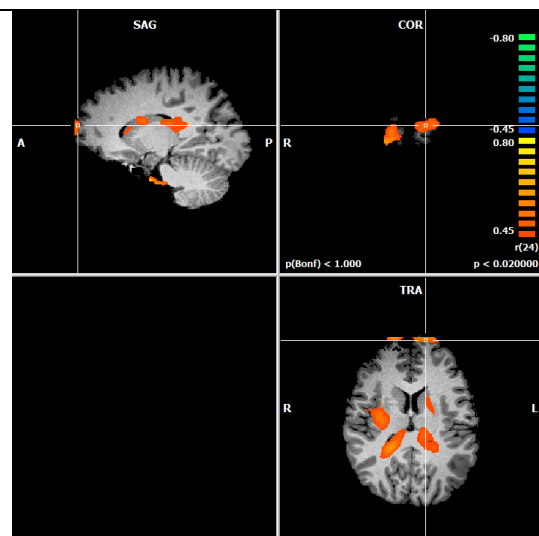 SAG
A
P
COR
-0.80
-0.45
0.80
0.45
r(24)
R
p(Bonf) < 1.000
p < 0.020000
TRA
R
L